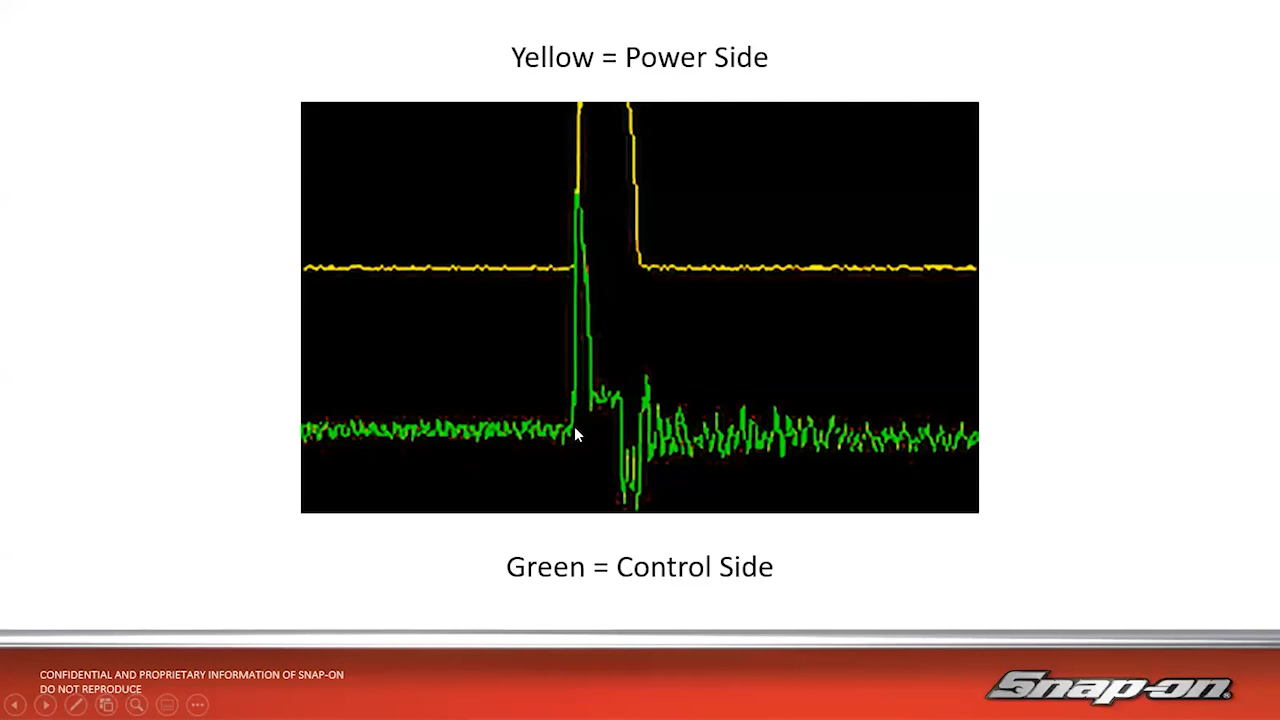 Yellow = Power Side
Green = Control Side
CONFIDENTIAL AND PROPRIETARY INFORMATION OF SNAP-ON
DO NOT REPRODUCE
Snap-on